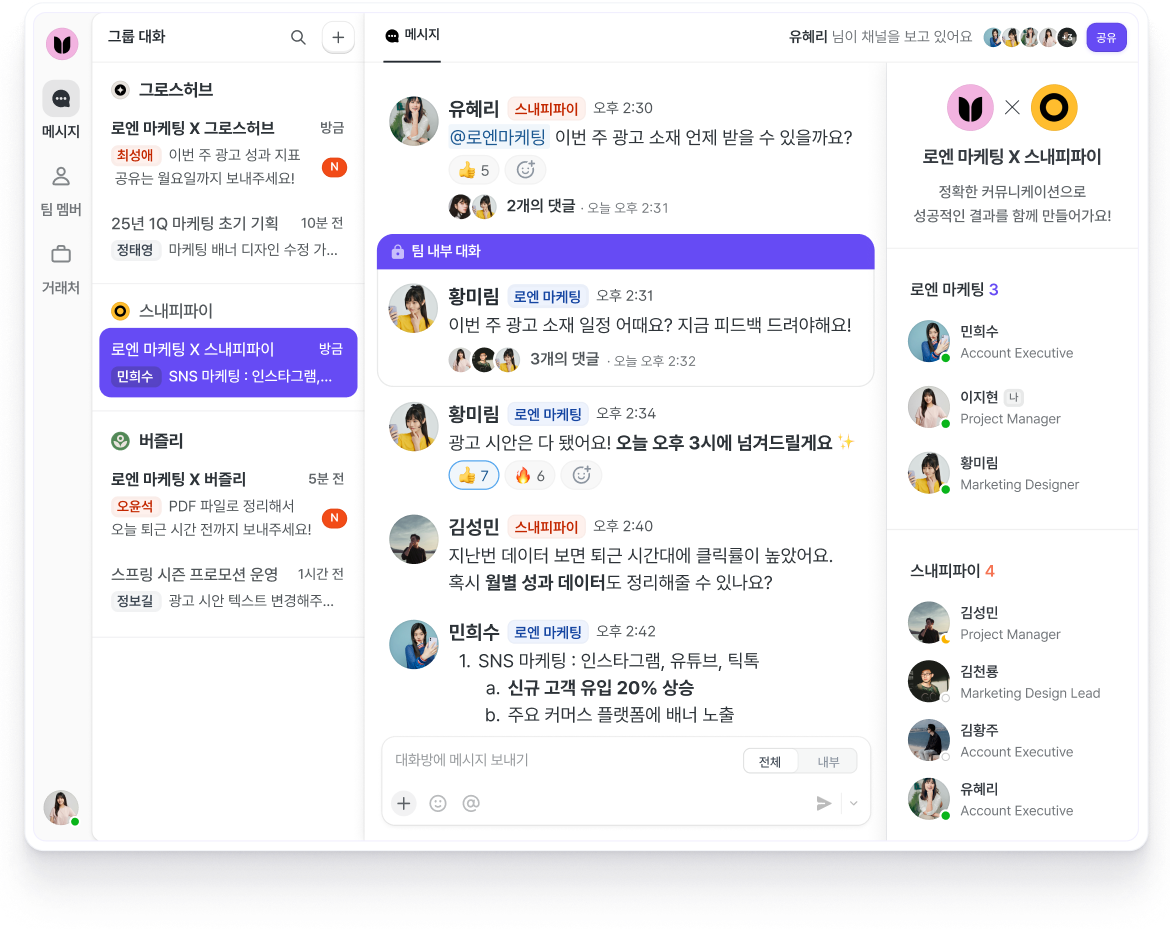 그룹 대화
메시지
유혜리 님이 채널을 보고 있어요
+3
공유
메시지
팀 멤버
거래처
그로스허브
로엔 마케팅 X 그로스허브
방금
최성애 이번 주 광고 성과 지표
공유는 월요일까지 보내주세요!
N
25년 1Q 마케팅 초기 기획
10분 전
정태영 마케팅 배너 디자인 수정 가...
스내피파이
로엔 마케팅 X 스내피파이
방금
민희수 SNS 마케팅 : 인스타그램,...
버즐리
로엔 마케팅 X 버즐리
5분 전
오윤석 PDF 파일로 정리해서
오늘 퇴근 시간 전까지 보내주세요!
N
스프링 시즌 프로모션 운영
1시간 전
정보길 광고 시안 텍스트 변경해주...
유혜리 스내피파이 오후 2:30
@로엔마케팅 이번 주 광고 소재 언제 받을 수 있을까요?
👍 5
2개의 댓글 · 오늘 오후 2:31
팀 내부 대화
황미림 로엔 마케팅 오후 2:31
이번 주 광고 소재 일정 어때요? 지금 피드백 드려야해요!
3개의 댓글 · 오늘 오후 2:32
황미림 로엔 마케팅 오후 2:34
광고 시안은 다 됐어요! 오늘 오후 3시에 넘겨드릴게요 ✨
👍 7 🔥 6
김성민 스내피파이 오후 2:40
지난번 데이터 보면 퇴근 시간대에 클릭률이 높았어요.
혹시 월별 성과 데이터도 정리해줄 수 있나요?
민희수 로엔 마케팅 오후 2:42
1. SNS 마케팅 : 인스타그램, 유튜브, 틱톡
a. 신규 고객 유입 20% 상승
b. 주요 커머스 플랫폼에 배너 노출
대화방에 메시지 보내기
전체
내부
로엔 마케팅 X 스내피파이
정확한 커뮤니케이션으로
성공적인 결과를 함께 만들어가요!
로엔 마케팅 3
민희수
Account Executive
이지현 나
Project Manager
황미림
Marketing Designer
스내피파이 4
김성민
Project Manager
김천룡
Marketing Design Lead
김황주
Account Executive
유혜리
Account Executive